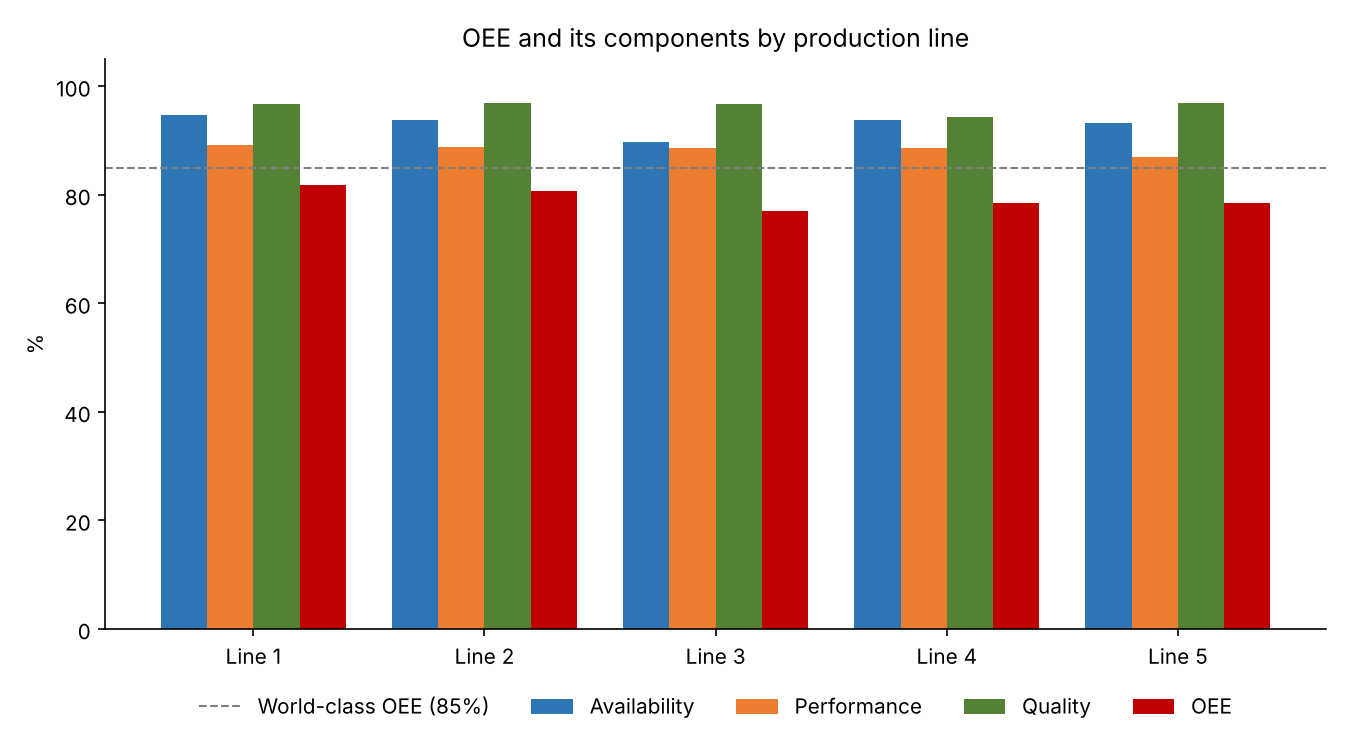 OEE and its components by production line
100
80
60
40
20
0
%
Line 1 Line 2 Line 3 Line 4 Line 5
World-class OEE (85%) Availability Performance Quality OEE